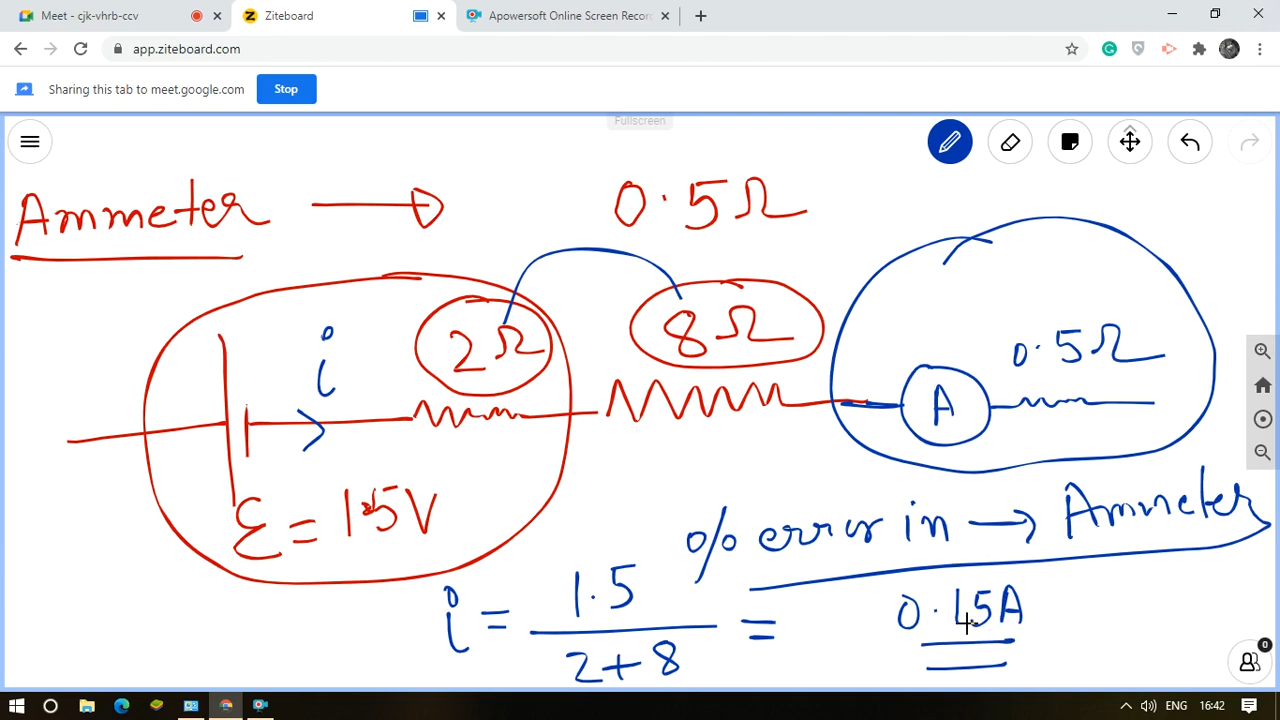 Meet - cjk-vhrb-ccv
Ziteboard
Apowersoft Online Screen Recor
app.ziteboard.com
Sharing this tab to meet.google.com
Stop
Fullscreen
Ammeter → 0.5Ω
i 2Ω 8Ω 0.5Ω
A
ε = 1.5V
% error in → Ammeter
i = 1.5 / 2+8 = 0.15A
0
ENG 16:42